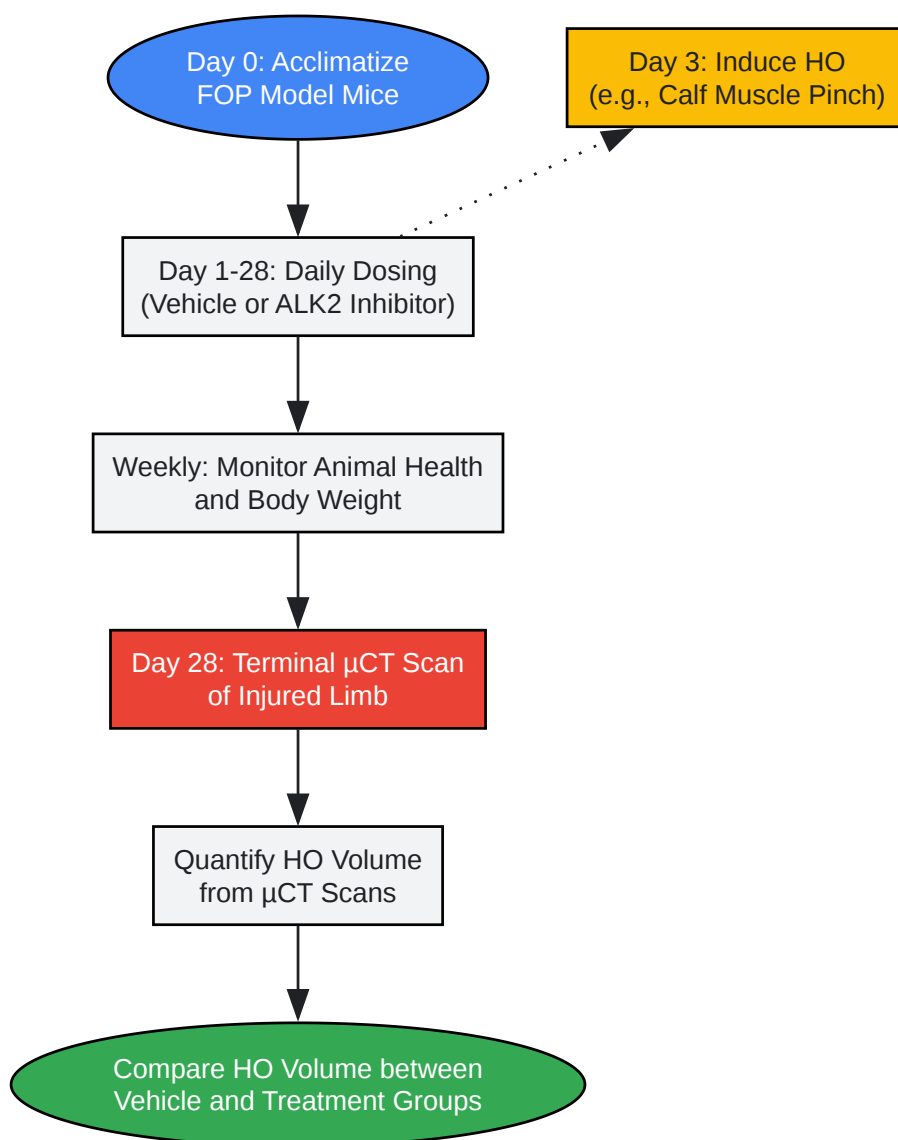 Day 0: Acclimatize
FOP Model Mice
Day 3: Induce HO
(e.g., Calf Muscle Pinch)
Day 1-28: Daily Dosing
(Vehicle or ALK2 Inhibitor)
Weekly: Monitor Animal Health
and Body Weight
Day 28: Terminal µCT Scan
of Injured Limb
Quantify HO Volume
from µCT Scans
Compare HO Volume between
Vehicle and Treatment Groups